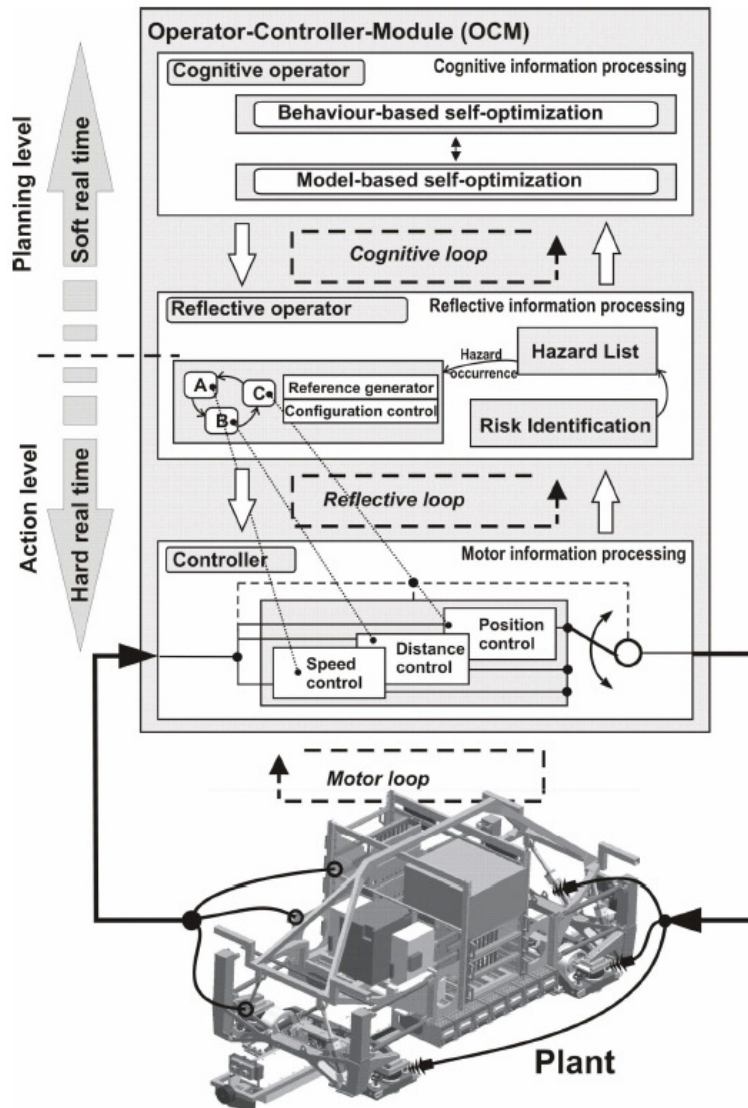 Operator-Controller-Module (OCM)
Cognitive operator
Cognitive information processing
Behaviour-based self-optimization
Model-based self-optimization
Planning level
Soft real time
Cognitive loop
Reflective operator
Reflective information processing
Hazard
occurrence
Hazard List
A
C
B
Reference generator
Configuration control
Risk Identification
Action level
Hard real time
Reflective loop
Controller
Motor information processing
Position
control
Distance
control
Speed
control
Motor loop
Plant